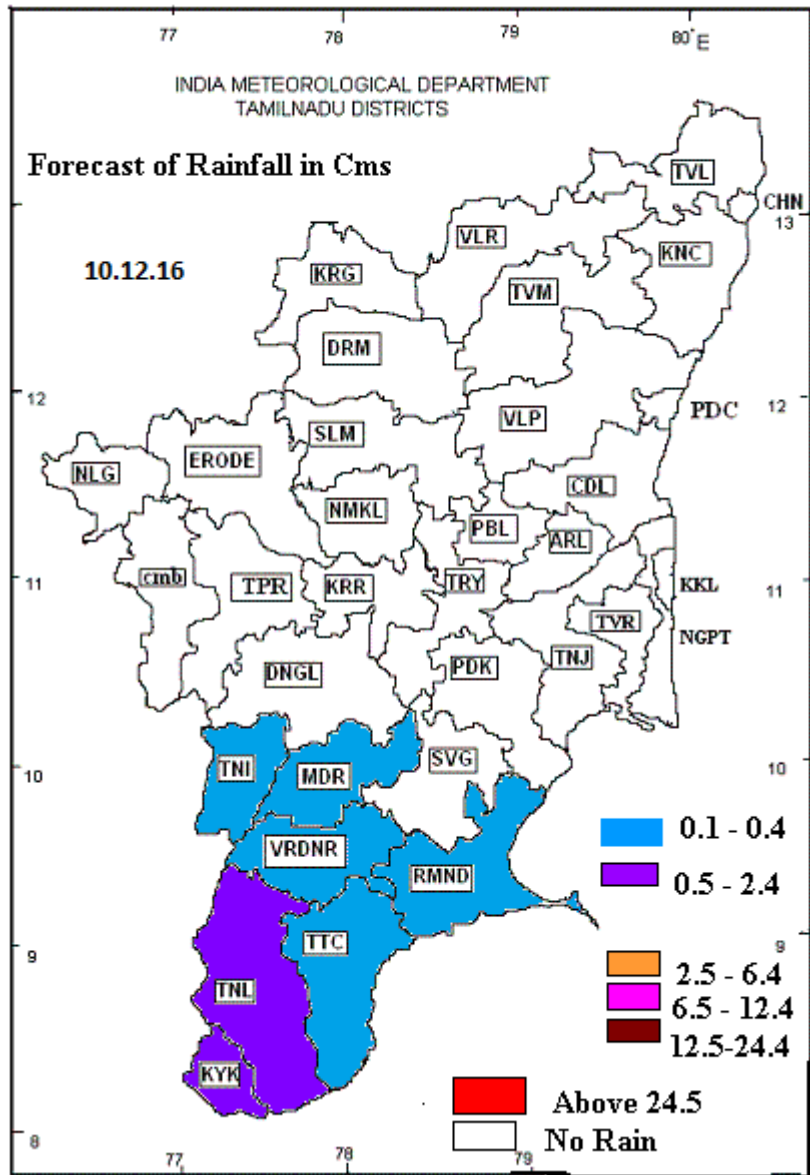 77 78 79 80°E
INDIA METEOROLOGICAL DEPARTMENT
TAMILNADU DISTRICTS
Forecast of Rainfall in Cms
TVL
CHN
13
VLR
KNC
10.12.16
KRG
TVM
DRM
12
12
PDC
VLP
SLM
ERODE
NLG
CDL
NMKL
PBL
ARL
11
cmb
TPR
KRR
TRY
KKL
11
TVR
NGPT
DNGL
PDK
TNJ
10
TNI
MDR
SVG
10
0.1 - 0.4
VRDNR
RMND
0.5 - 2.4
9
TTC
9
2.5 - 6.4
TNL
6.5 - 12.4
12.5-24.4
KYK
Above 24.5
8
No Rain
77 78 79